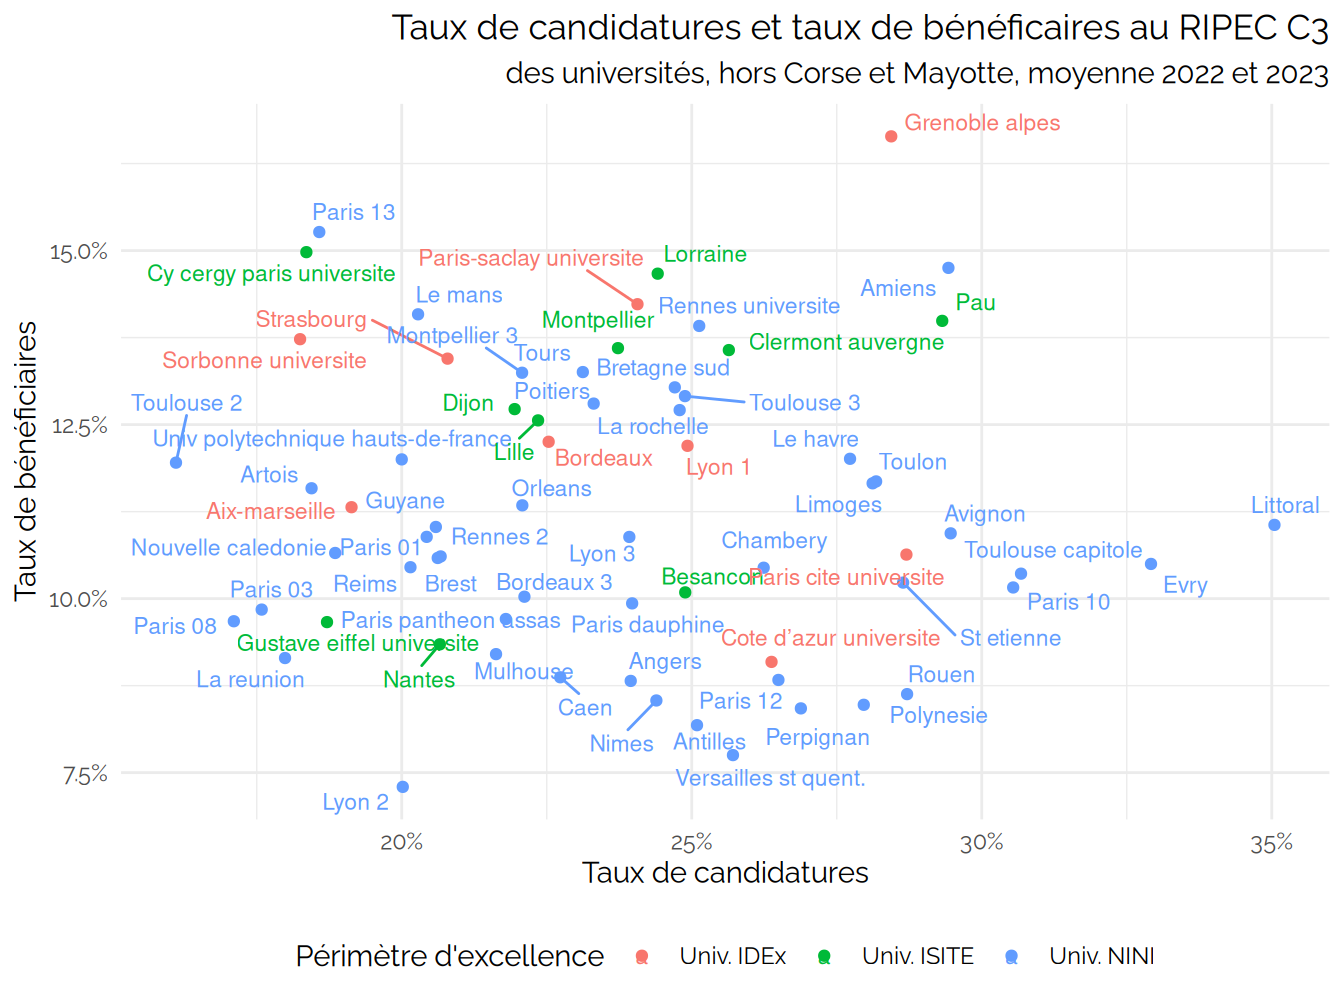 Taux de candidatures et taux de bénéficaires au RIPEC C3
des universités, hors Corse et Mayotte, moyenne 2022 et 2023
Grenoble alpes
Paris 13
15.0%
Lorraine
Paris-saclay universite
Cy cergy paris universite
Amiens
Le mans
Pau
Rennes universite
Strasbourg
Montpellier
Montpellier 3
Clermont auvergne
Tours
Sorbonne universite
Bretagne sud
Poitiers
Toulouse 2
Dijon
Toulouse 3
12.5%
La rochelle
Univ polytechnique hauts-de-france
Le havre
Lille
Bordeaux
Toulon
Lyon 1
Artois
Orleans
Guyane
Limoges
Littoral
Aix-marseille
Avignon
Rennes 2
Chambery
Nouvelle caledonie
Paris 01
Lyon 3
Toulouse capitole
Besancon
Paris cite universite
Reims
Brest
Bordeaux 3
Evry
Paris 03
10.0%
Paris 10
Paris 08
Paris pantheon assas
Paris dauphine
Gustave eiffel universite
Cote d’azur universite
St etienne
Angers
Mulhouse
Rouen
La reunion
Nantes
Paris 12
Caen
Polynesie
Nimes
Antilles
Perpignan
7.5%
Versailles st quent.
Lyon 2
Taux de bénéficiaires
20%
25%
30%
35%
Taux de candidatures
Périmètre d'excellence
a Univ. IDEx
a Univ. ISITE
a Univ. NINI